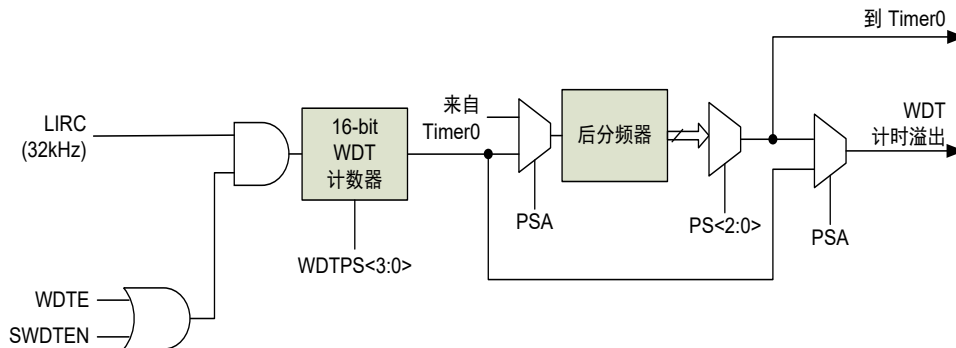 到 Timer0
LIRC
(32kHz)
16-bit
WDT
计数器
来自
Timer0
后分频器
WDT
计时溢出
PSA
PS<2:0>
PSA
WDTPS<3:0>
WDTE
SWDTEN